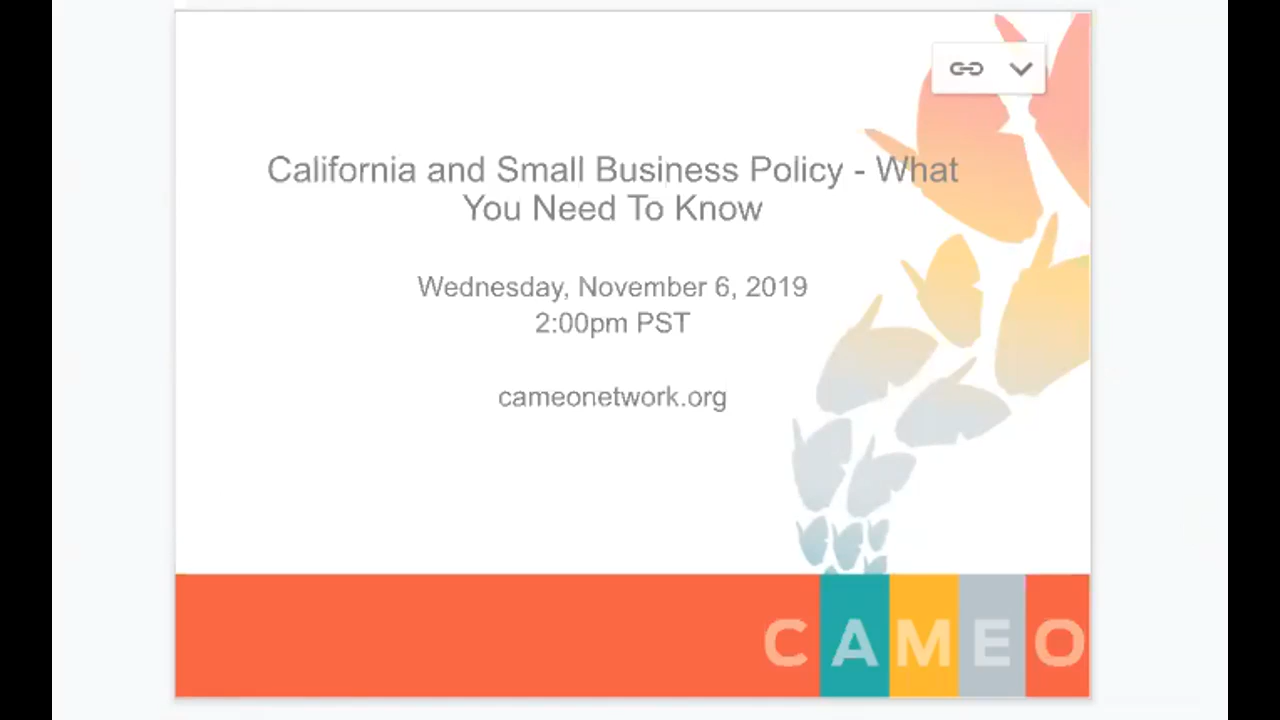 California and Small Business Policy - What
You Need To Know
Wednesday, November 6, 2019
2:00pm PST
cameonetwork.org
CAMEO